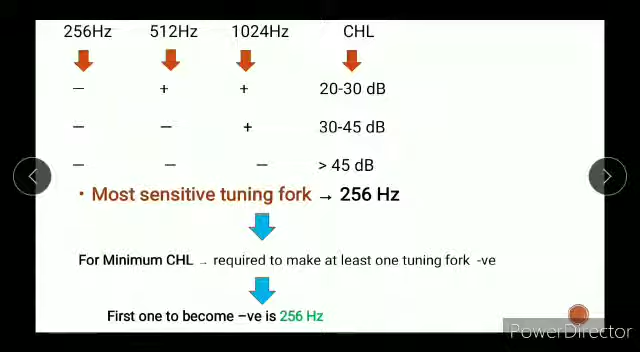 256Hz 512Hz 1024Hz CHL
– + + 20-30 dB
– – + 30-45 dB
– – – > 45 dB
• Most sensitive tuning fork → 256 Hz
For Minimum CHL → required to make at least one tuning fork -ve
First one to become –ve is 256 Hz
PowerDirector